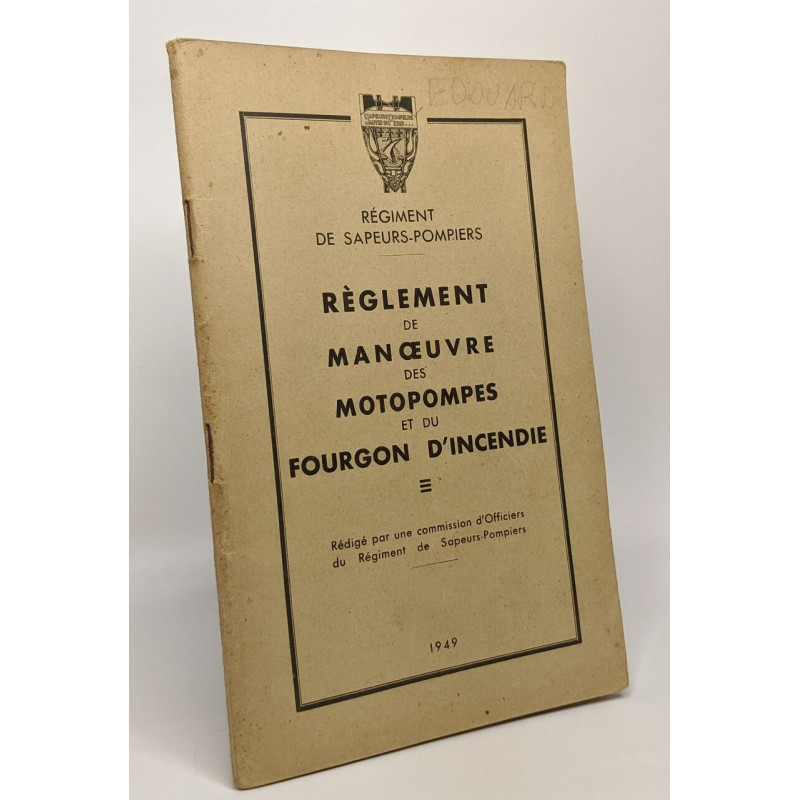 EDOUARD
RÉGIMENT
DE SAPEURS-POMPIERS
RÈGLEMENT
DE
MANŒUVRE
DES
MOTOPOMPES
ET DU
FOURGON D'INCENDIE
Rédigé par une commission d'Officiers
du Régiment de Sapeurs-Pompiers
1949